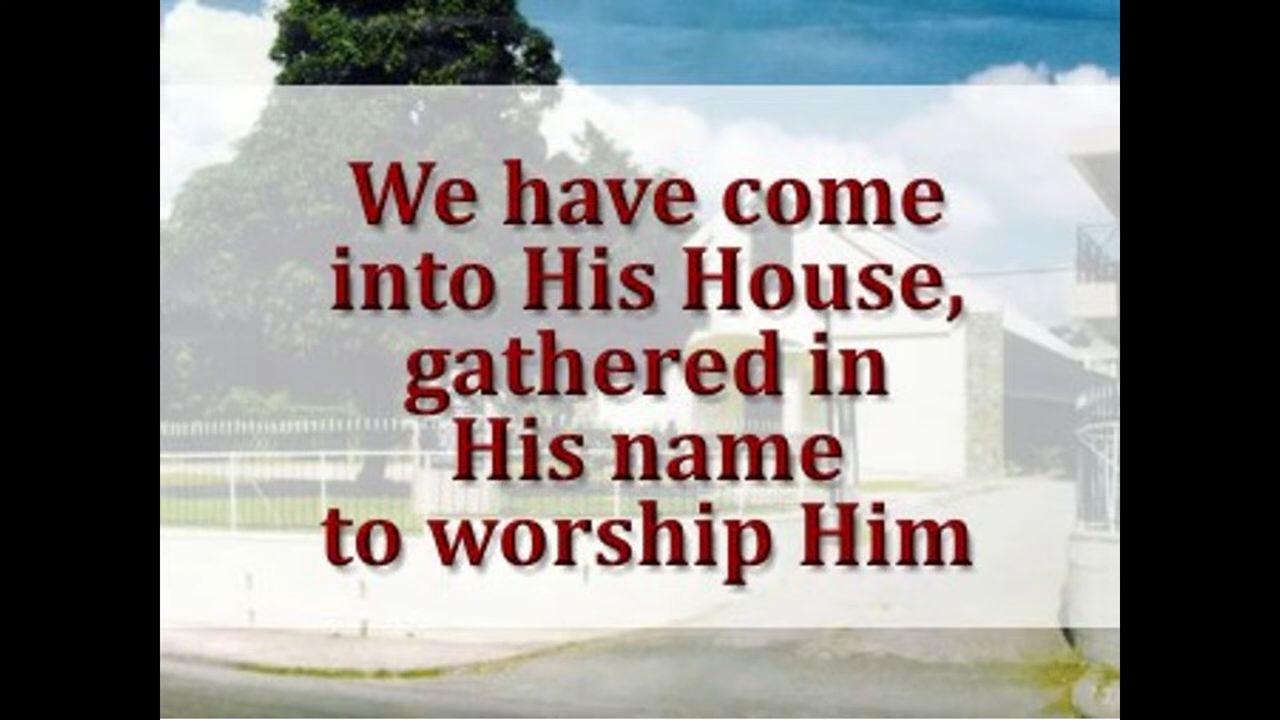 We have come
into His House,
gathered in
His name
to worship Him